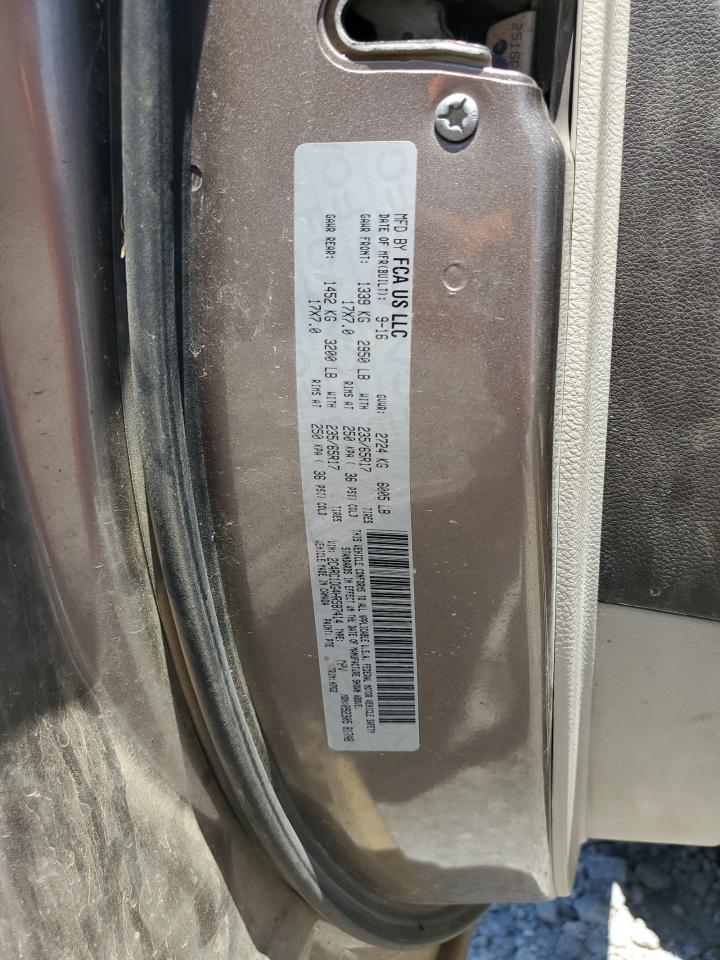 MFD BY FCA US LLC
DATE OF MFR(BUILT): 9-16 GVWR: 2724 KG 6005 LB
GAWR FRONT: 1339 KG 2950 LB WITH 235/65R17 TIRES
17X7.0 RIMS AT 250 KPA ( 36 PSI) COLD
GAWR REAR: 1452 KG 3200 LB WITH 235/65R17 TIRES
17X7.0 RIMS AT 250 KPA ( 36 PSI) COLD
THIS VEHICLE CONFORMS TO ALL APPLICABLE U.S.A. FEDERAL MOTOR VEHICLE SAFETY
STANDARDS IN EFFECT ON THE DATE OF MANUFACTURE SHOWN ABOVE.
VIN: TYPE: MPV
VEHICLE MADE IN CANADA PAINT: